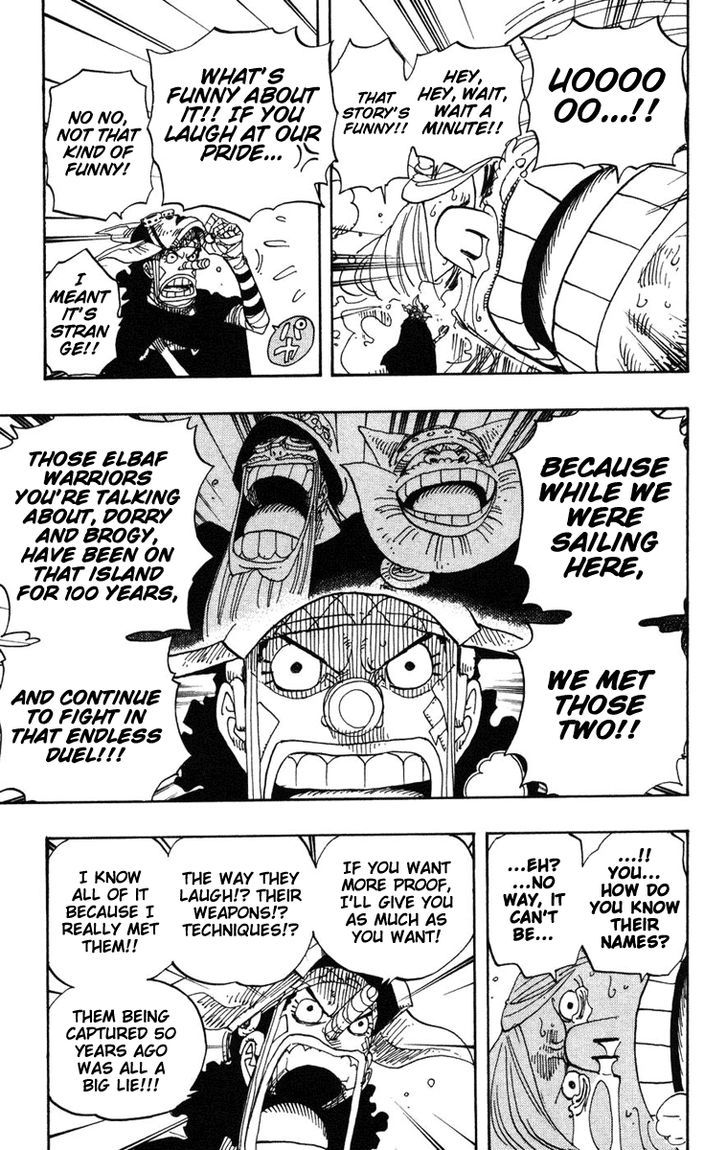 UOOOO
OO...!!
HEY,
HEY, WAIT,
WAIT A
MINUTE!!
THAT
STORY'S
FUNNY!!
WHAT'S
FUNNY ABOUT
IT!! IF YOU
LAUGH AT OUR
PRIDE...
NO NO,
NOT THAT
KIND OF
FUNNY!
I
MEANT
IT'S
STRAN
GE!!
BECAUSE
WHILE WE
WERE
SAILING
HERE,
WE MET
THOSE
TWO!!
THOSE ELBAF
WARRIORS
YOU'RE TALKING
ABOUT, DORRY
AND BROGY,
HAVE BEEN ON
THAT ISLAND
FOR 100 YEARS,
AND CONTINUE
TO FIGHT IN
THAT ENDLESS
DUEL!!!
...!!
YOU...
HOW DO
YOU KNOW
THEIR
NAMES?
...EH?
...NO
WAY, IT
CAN'T
BE...
IF YOU WANT
MORE PROOF,
I'LL GIVE YOU
AS MUCH AS
YOU WANT!
THE WAY THEY
LAUGH!? THEIR
WEAPONS!?
TECHNIQUES!?
I KNOW
ALL OF IT
BECAUSE I
REALLY MET
THEM!!
THEM BEING
CAPTURED 50
YEARS AGO
WAS ALL A
BIG LIE!!!